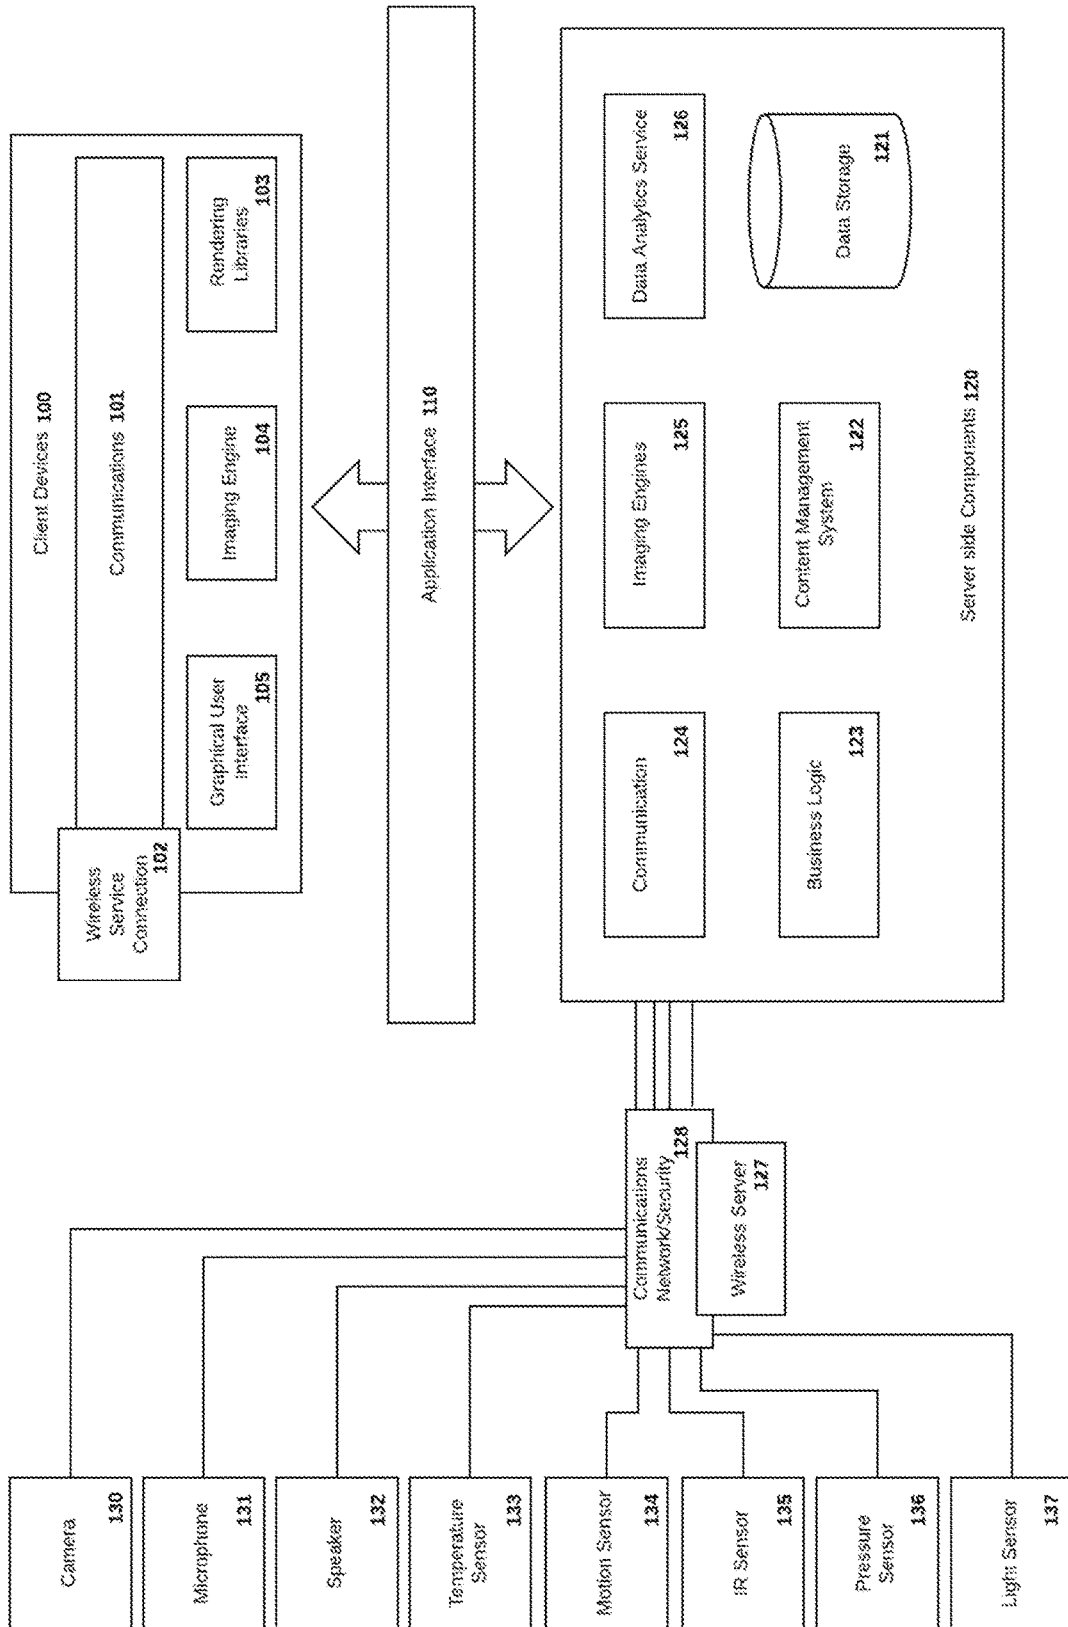 Client Devices 100
Communications 101
Wireless
Service
Connection
102
Graphical User
Interface
105
Imaging Engine
104
Rendering
Libraries
103
Application Interface 110
Communication
124
Imaging Engines
125
Data Analytics Service
126
Business Logic
123
Content Management
System
122
Data Storage
121
Server side Components 120
Communications
Network/Security
128
Wireless Server
127
Camera
130
Microphone
131
Speaker
132
Temperature
Sensor
133
Motion Sensor
134
IR Sensor
135
Pressure
Sensor
136
Light Sensor
137